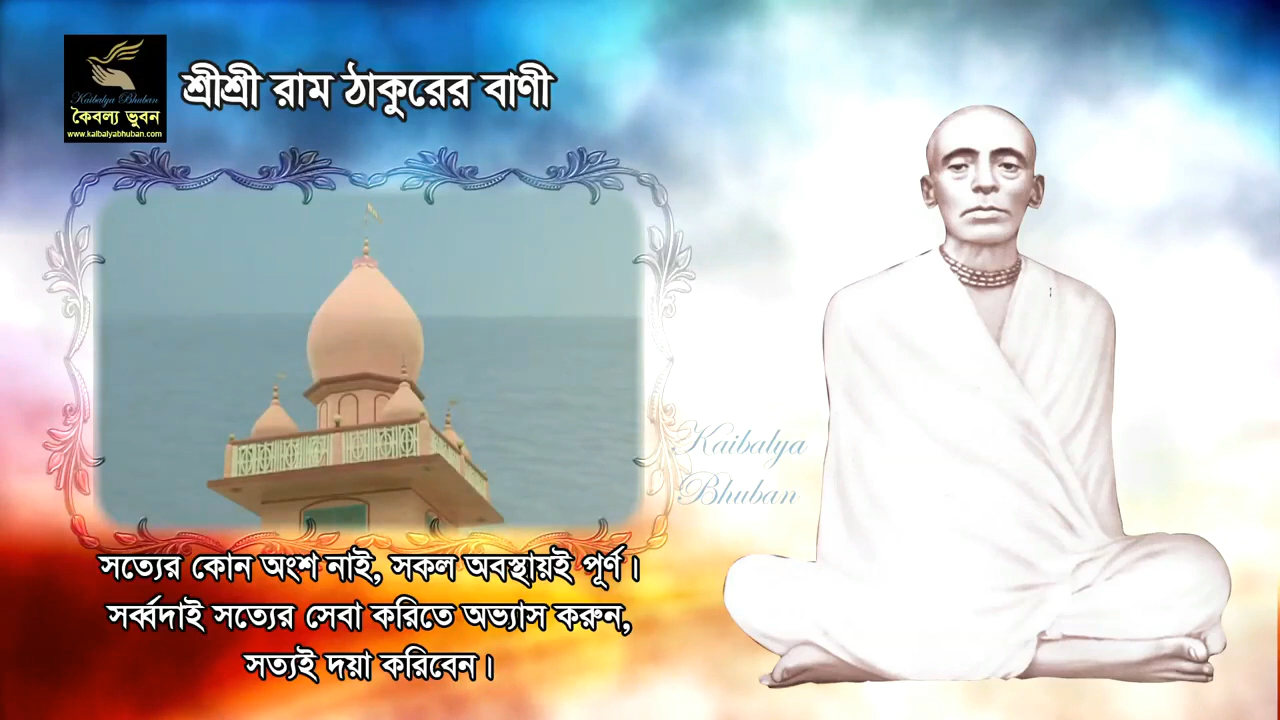 Kaibalya Bhuban
কৈবল্য ভুবন
www.kaibalyabhuban.com
শ্রীশ্রী রাম ঠাকুরের বাণী
Kaibalya
Bhuban
সত্যের কোন অংশ নাই, সকল অবস্থায়ই পূর্ণ।
সর্ব্বদাই সত্যের সেবা করিতে অভ্যাস করুন,
সত্যই দয়া করিবেন।